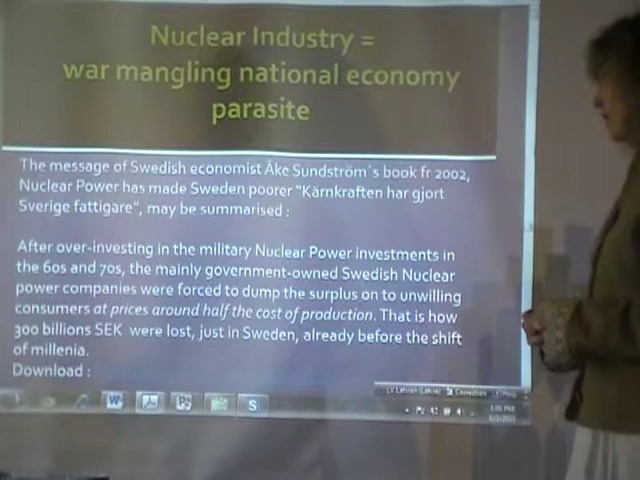 Nuclear Industry =
war mangling national economy
parasite
The message of Swedish economist Åke Sundström´s book fr 2002,
Nuclear Power has made Sweden poorer "Kärnkraften har gjort
Sverige fattigare", may be summarised :
After over-investing in the military Nuclear Power investments in
the 60s and 70s, the mainly government-owned Swedish Nuclear
power companies were forced to dump the surplus on to unwilling
consumers at prices around half the cost of production. That is how
300 billions SEK were lost, just in Sweden, already before the shift
of millenia.
Download :
LV Latvian (Latvia)
W
S